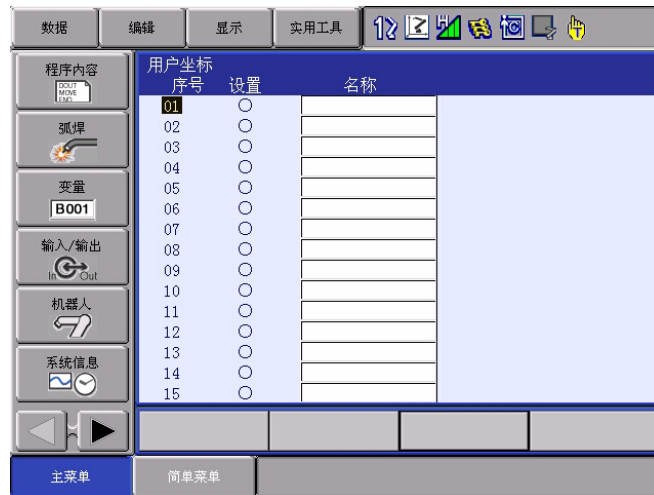 数据 编辑 显示 实用工具
程序内容
DOUT
MOVE
END
弧焊
变量
B001
输入/输出
In Out
机器人
系统信息
用户坐标
序号 设置 名称
01 ○
02 ○
03 ○
04 ○
05 ○
06 ○
07 ○
08 ○
09 ○
10 ○
11 ○
12 ○
13 ○
14 ○
15 ○
主菜单 简单菜单